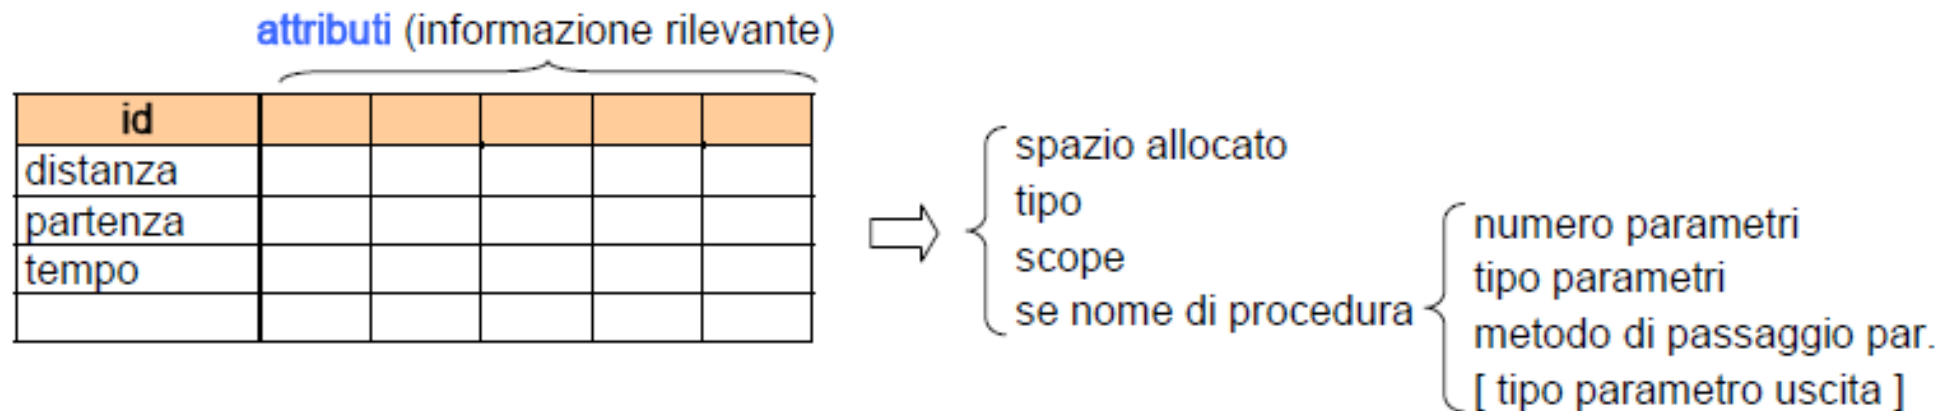 attributi (informazione rilevante)
id
distanza
partenza
tempo
spazio allocato
tipo
scope
se nome di procedura
numero parametri
tipo parametri
metodo di passaggio par.
[ tipo parametro uscita ]